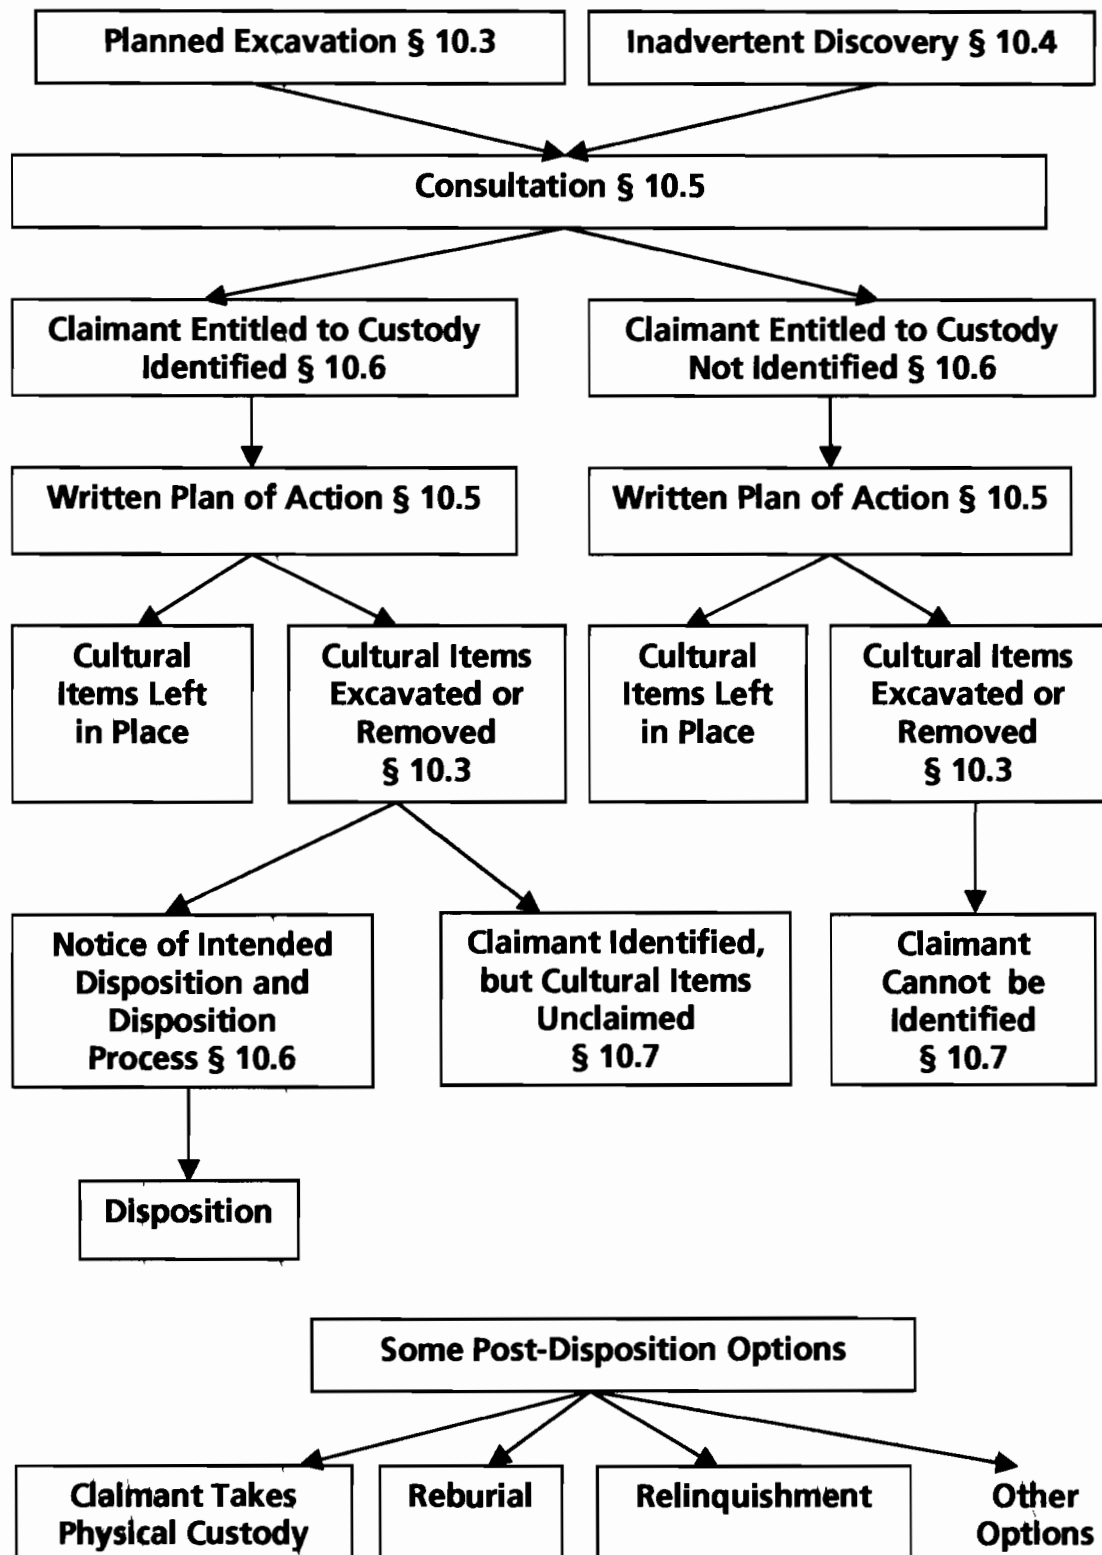 Planned Excavation § 10.3
Inadvertent Discovery § 10.4
Consultation § 10.5
Claimant Entitled to Custody
Identified § 10.6
Claimant Entitled to Custody
Not Identified § 10.6
Written Plan of Action § 10.5
Written Plan of Action § 10.5
Cultural
Items Left
in Place
Cultural Items
Excavated or
Removed
§ 10.3
Cultural
Items Left
in Place
Cultural Items
Excavated or
Removed
§ 10.3
Notice of Intended
Disposition and
Disposition
Process § 10.6
Claimant Identified,
but Cultural Items
Unclaimed
§ 10.7
Claimant
Cannot be
Identified
§ 10.7
Disposition
Some Post-Disposition Options
Claimant Takes
Physical Custody
Reburial
Relinquishment
Other
Options